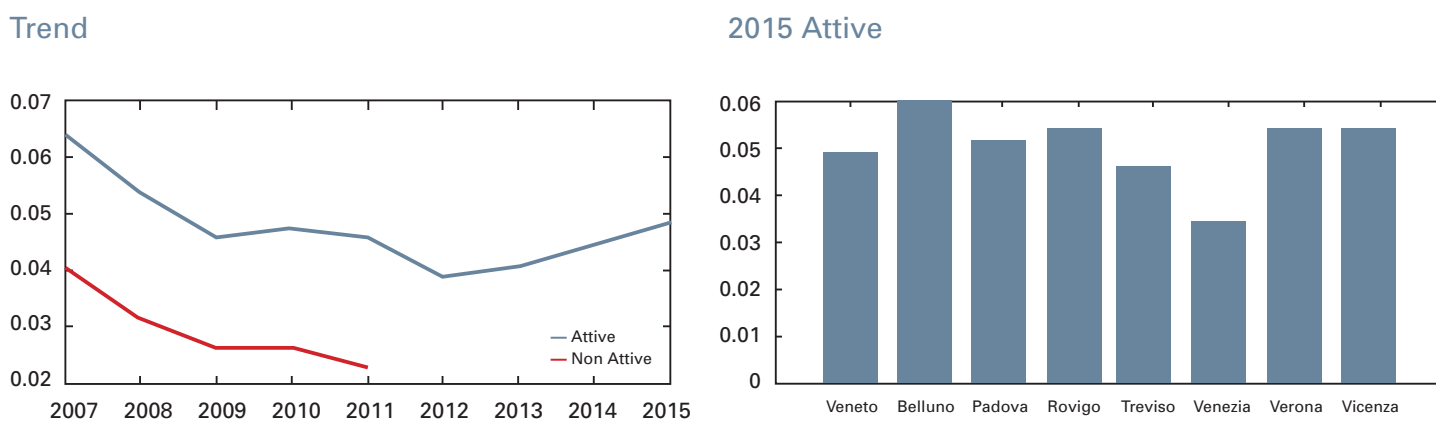 Trend
0.07
0.06
0.05
0.04
0.03
0.02
2007 2008 2009 2010 2011 2012 2013 2014 2015
Attive
Non Attive
2015 Attive
0.06
0.05
0.04
0.03
0.02
0.01
0
Veneto Belluno Padova Rovigo Treviso Venezia Verona Vicenza